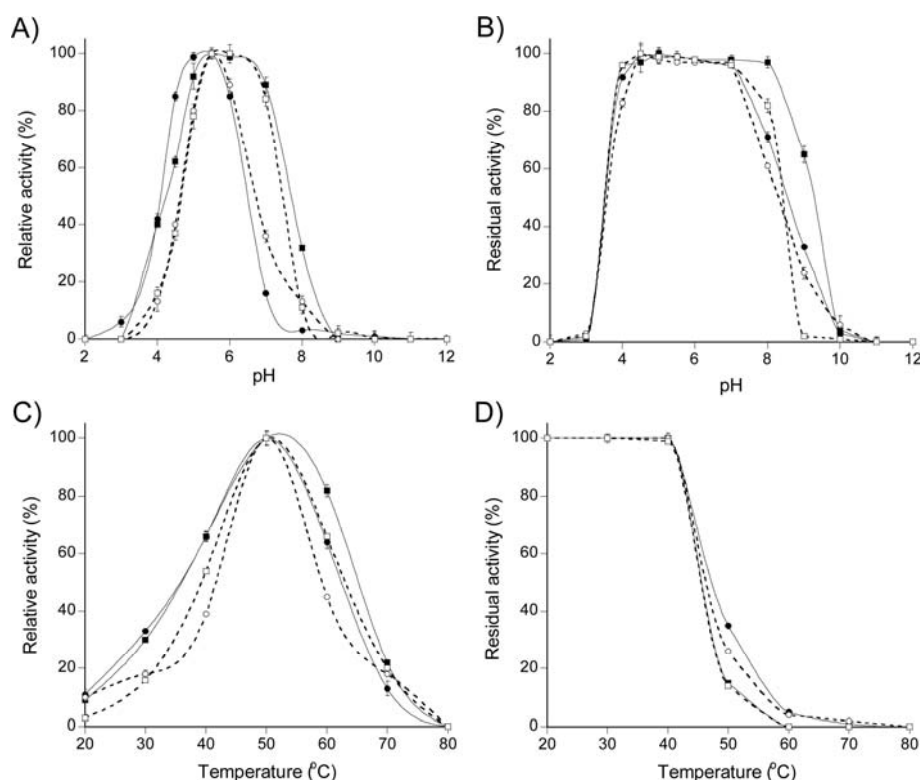 A)
Relative activity (%)
100
80
60
40
20
0
2 4 6 8 10 12
pH
B)
Residual activity (%)
100
80
60
40
20
0
2 4 6 8 10 12
pH
C)
Relative activity (%)
100
80
60
40
20
0
20 30 40 50 60 70 80
Temperature (°C)
D)
Residual activity (%)
100
80
60
40
20
0
20 30 40 50 60 70 80
Temperature (°C)